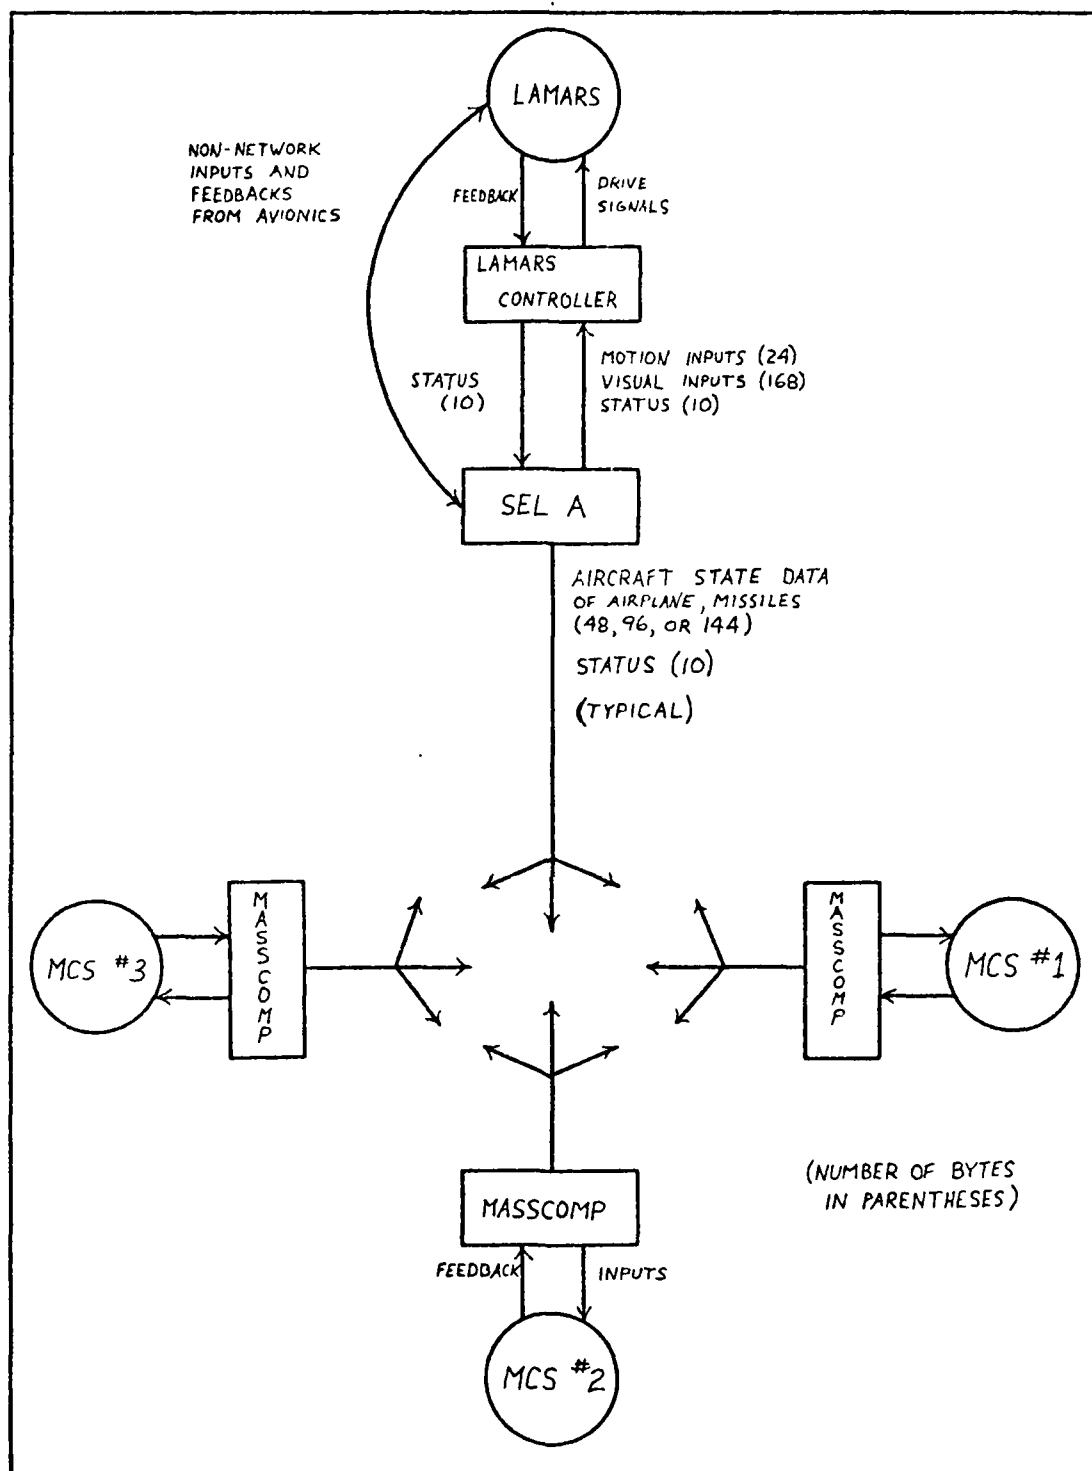 LAMARS
NON-NETWORK
INPUTS AND
FEEDBACKS
FROM AVIONICS
FEEDBACK
DRIVE
SIGNALS
LAMARS
CONTROLLER
STATUS
(10)
MOTION INPUTS (24)
VISUAL INPUTS (168)
STATUS (10)
SEL A
AIRCRAFT STATE DATA
OF AIRPLANE, MISSILES
(48, 96, OR 144)
STATUS (10)
(TYPICAL)
MCS #3
MASSCOMP
MASSCOMP
MCS #1
MASSCOMP
(NUMBER OF BYTES
IN PARENTHESES)
FEEDBACK
INPUTS
MCS #2